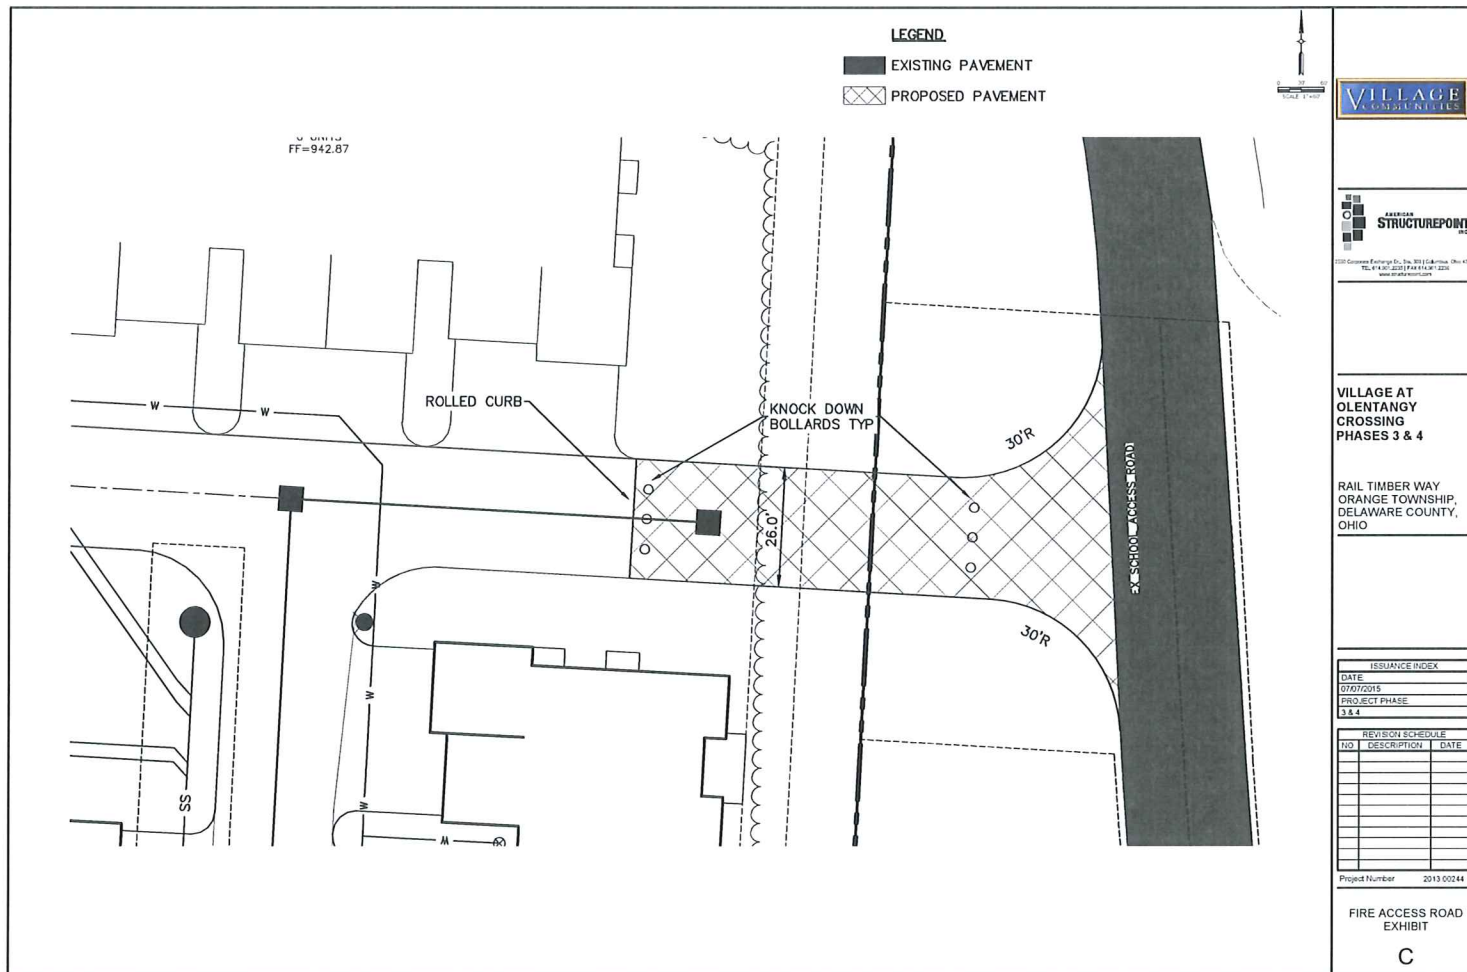 LEGEND
EXISTING PAVEMENT
PROPOSED PAVEMENT
FF=942.87
ROLLED CURB
KNOCK DOWN
BOLLARDS TYP
30'R
26.0'
30'R
EX SCHOOL ACCESS ROAD
W
W
W
W
W
W
W
SS
VILLAGE
COMMUNITIES
AMERICAN
STRUCTUREPOINT
INC
VILLAGE AT
OLENTANGY
CROSSING
PHASES 3 & 4
RAIL TIMBER WAY
ORANGE TOWNSHIP,
DELAWARE COUNTY,
OHIO
ISSUANCE INDEX
DATE
07/07/2015
PROJECT PHASE
3 & 4
REVISION SCHEDULE
NO DESCRIPTION DATE
Project Number 2013.00244
FIRE ACCESS ROAD
EXHIBIT
C